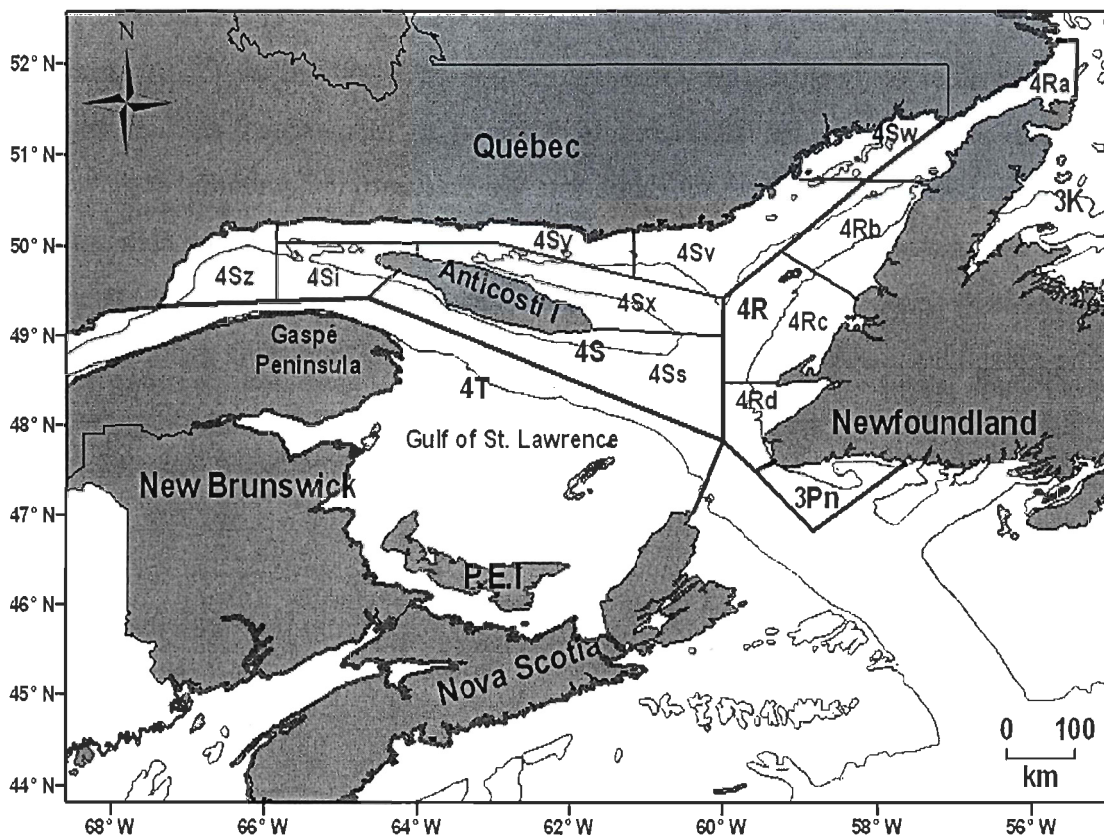 N
52° N
51° N
50° N
49° N
48° N
47° N
46° N
45° N
44° N
4Ra
4Sw
Québec
3K
4Sy
4Sv
4Rb
4Sz
4Si
Anticosti I
4Sx
4R
4Rc
Gaspé
Peninsula
4S
4Ss
4T
4Rd
Newfoundland
Gulf of St. Lawrence
New Brunswick
3Pn
P.E.I
Nova Scotia
0 100
km
68° W
66° W
64° W
62° W
60° W
58° W
56° W